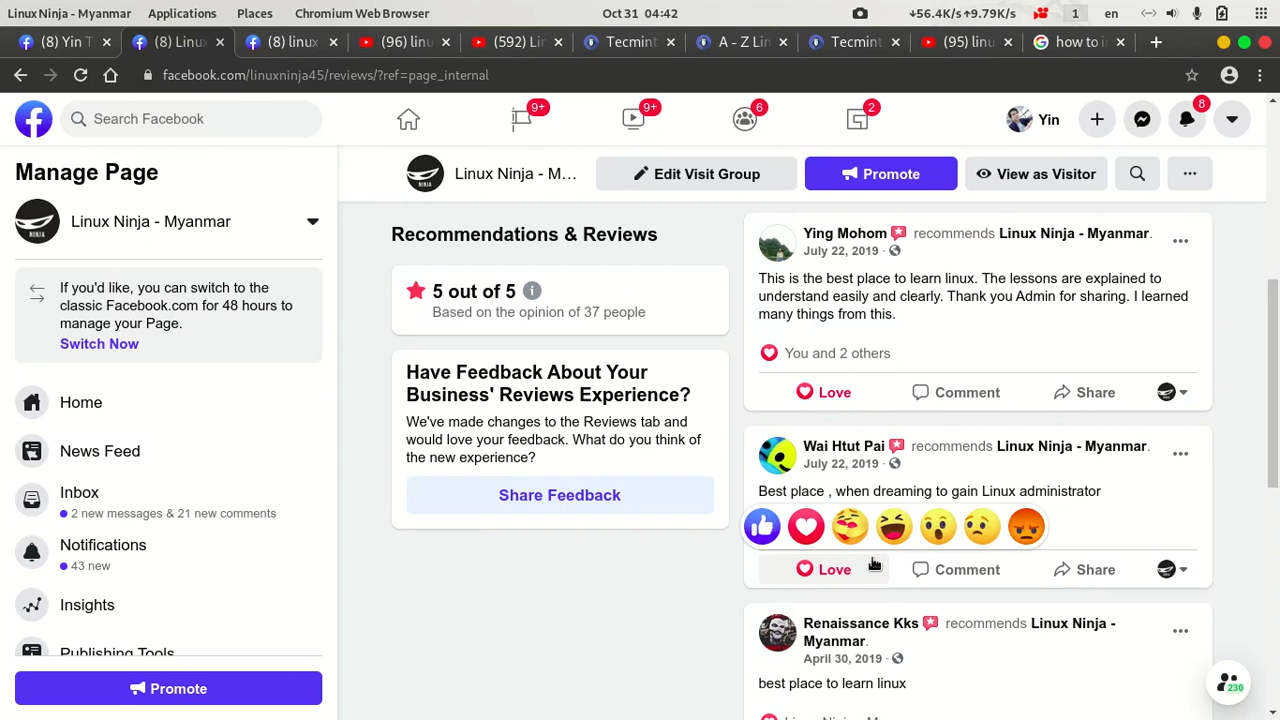 Linux Ninja - Myanmar Applications Places Chromium Web Browser Oct 31 04:42 ↓56.4K/s↑9.79K/s 1 en
(8) Yin T (8) Linux (8) linux (96) linu (592) Lin Tecmint A - Z Lin Tecmint (95) linu how to i
facebook.com/linuxninja45/reviews/?ref=page_internal
Search Facebook 9+ 9+ 6 2 Yin 8
Manage Page
Linux Ninja - M... Edit Visit Group Promote View as Visitor
Linux Ninja - Myanmar
If you'd like, you can switch to the
classic Facebook.com for 48 hours to
manage your Page.
Switch Now
Home
News Feed
Inbox
2 new messages & 21 new comments
Notifications
43 new
Insights
Publishing Tools
Promote
Recommendations & Reviews
5 out of 5
Based on the opinion of 37 people
Have Feedback About Your
Business' Reviews Experience?
We've made changes to the Reviews tab and
would love your feedback. What do you think of
the new experience?
Share Feedback
Ying Mohom recommends Linux Ninja - Myanmar.
July 22, 2019
This is the best place to learn linux. The lessons are explained to
understand easily and clearly. Thank you Admin for sharing. I learned
many things from this.
You and 2 others
Love Comment Share
Wai Htut Pai recommends Linux Ninja - Myanmar.
July 22, 2019
Best place , when dreaming to gain Linux administrator
Love Comment Share
Renaissance Kks recommends Linux Ninja -
Myanmar.
April 30, 2019
best place to learn linux
230